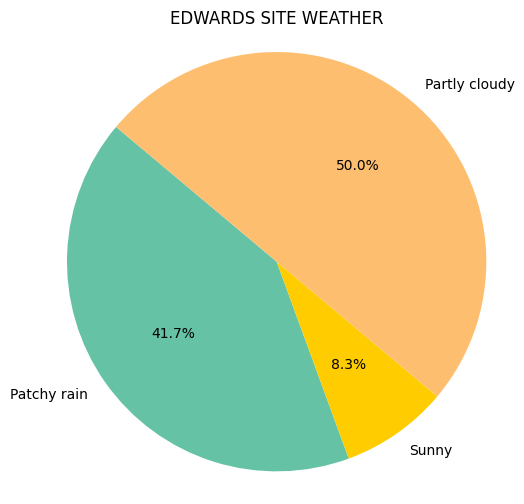 EDWARDS SITE WEATHER
Partly cloudy
50.0%
41.7%
8.3%
Patchy rain
Sunny